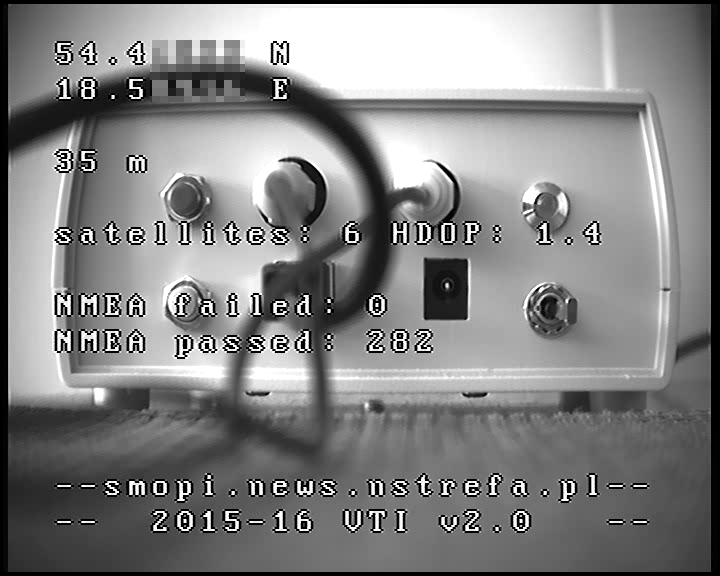 54.4 N
18.5 E
35 m
satellites: 6 HDOP: 1.4
NMEA failed: 0
NMEA passed: 282
--smopi.news.nstrefa.pl--
-- 2015-16 VTI v2.0 --